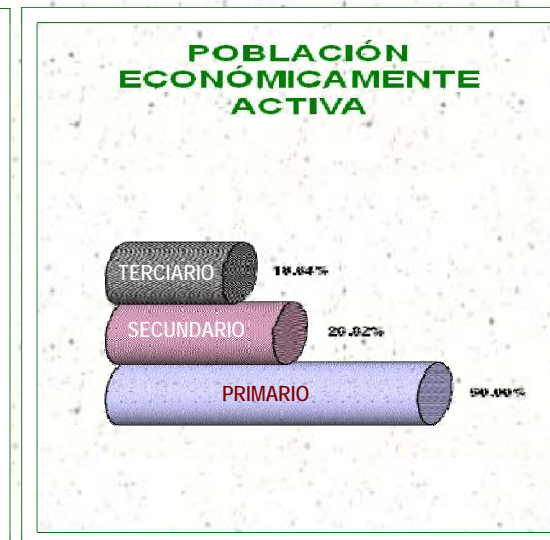 POBLACIÓN
ECONÓMICAMENTE
ACTIVA
TERCIARIO
SECUNDARIO
PRIMARIO